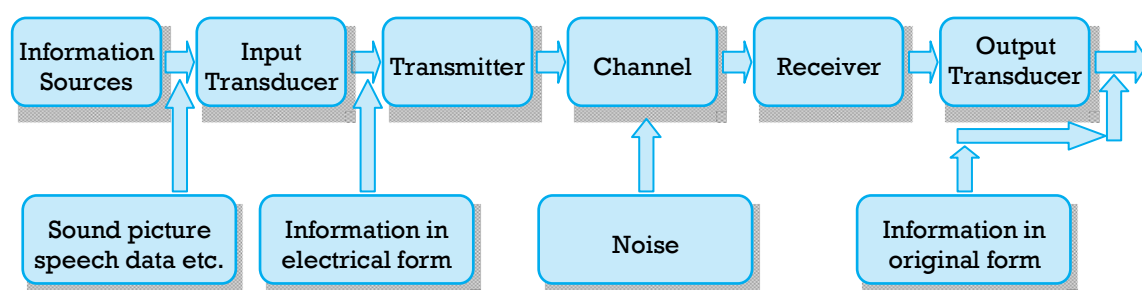 Information
Sources
Input
Transducer
Transmitter
Channel
Receiver
Output
Transducer
Sound picture
speech data etc.
Information in
electrical form
Noise
Information in
original form